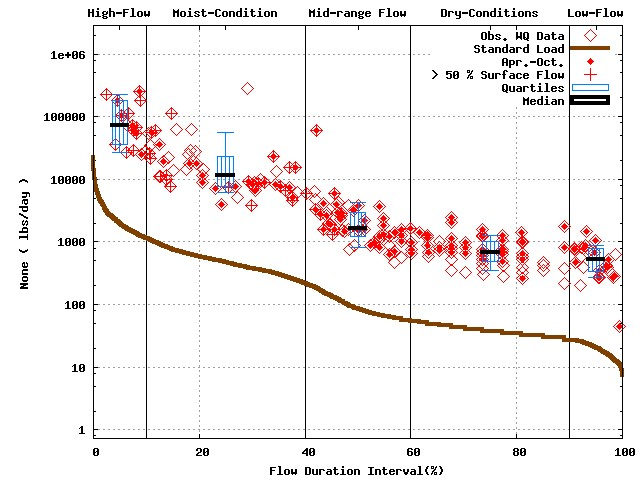 High-Flow Moist-Condition Mid-range Flow Dry-Conditions Low-Flow
Obs. WQ Data
Standard Load
Apr.-Oct.
> 50 % Surface Flow
Quartiles
Median
1e+06
100000
10000
1000
100
10
1
None ( lbs/day )
0 20 40 60 80 100
Flow Duration Interval(%)